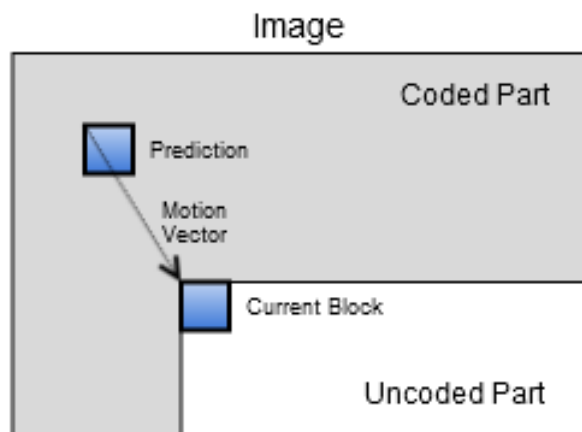 Image
Coded Part
Prediction
Motion
Vector
Current Block
Uncoded Part